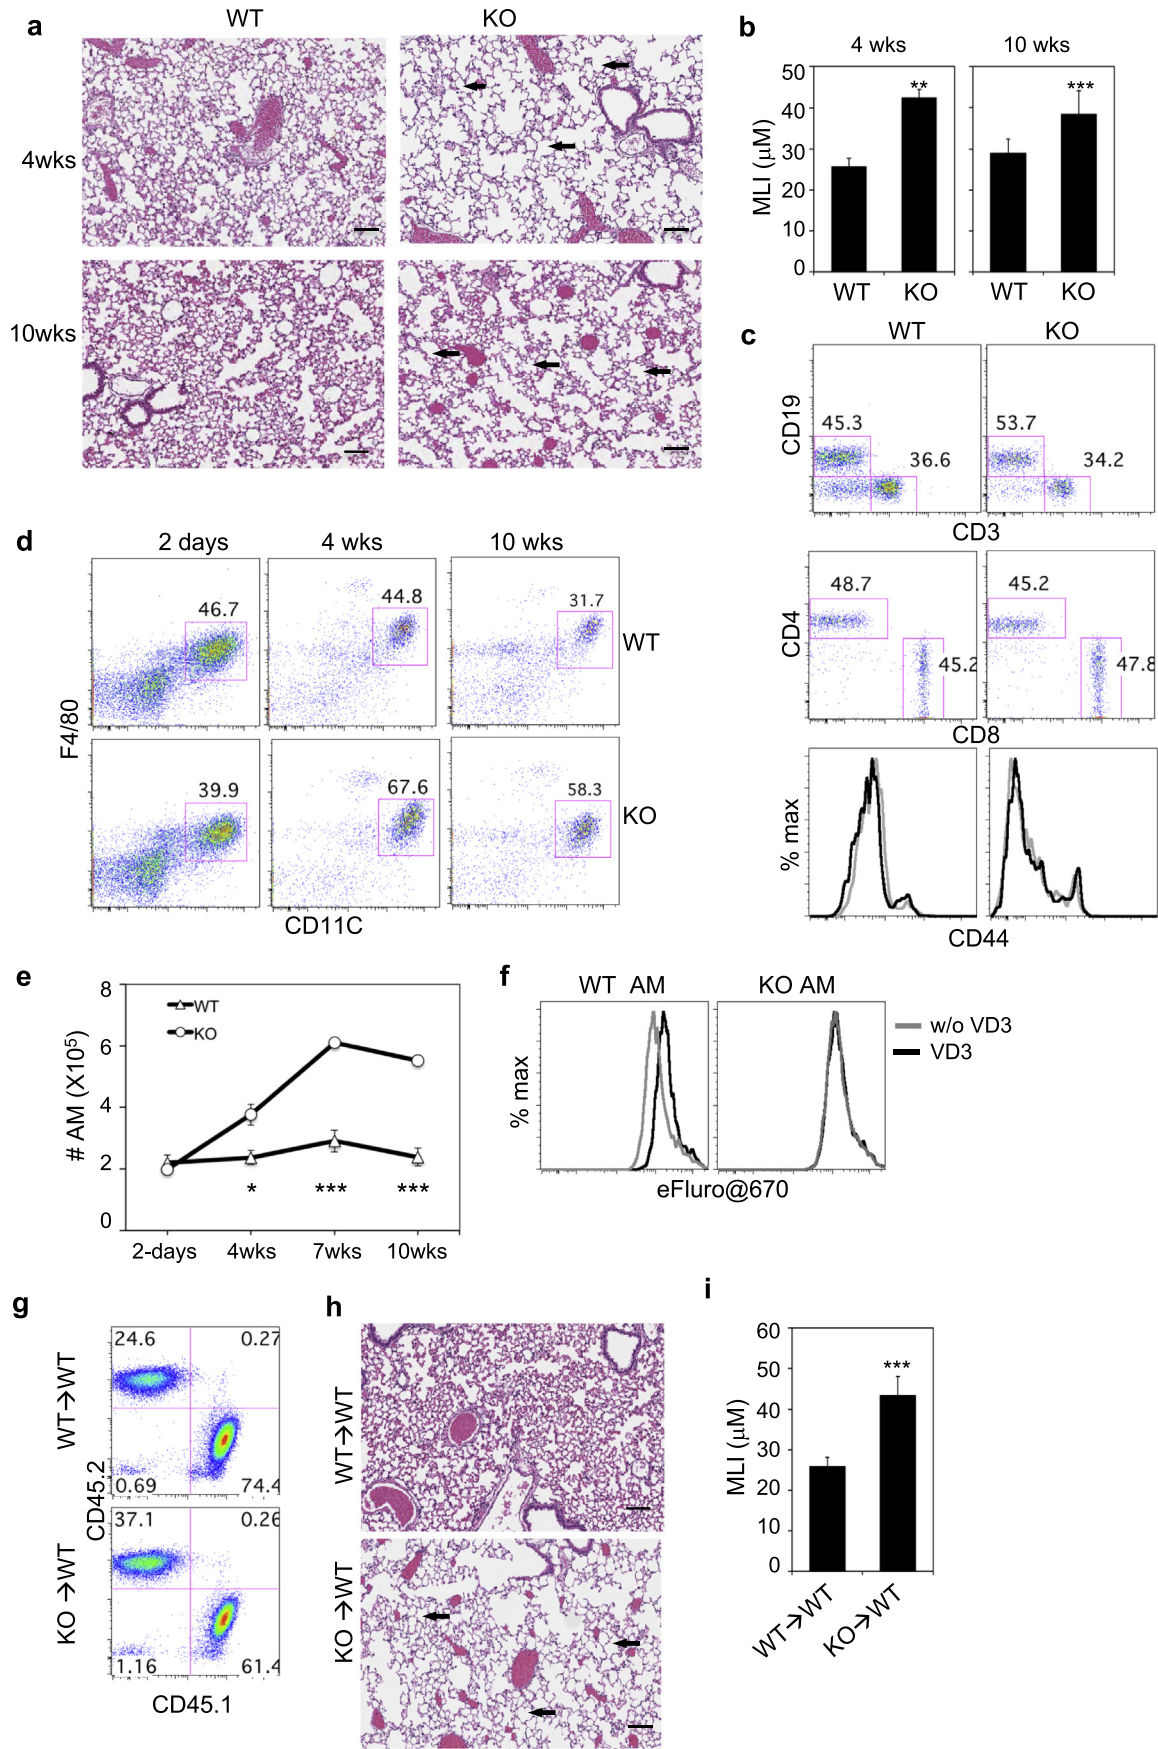 a
WT
KO
4wks
10wks
b
4 wks
10 wks
MLI (µM)
50
40
30
20
10
0
**
***
WT
KO
WT
KO
c
WT
KO
CD19
45.3
36.6
53.7
34.2
CD3
CD4
48.7
45.2
45.2
47.8
CD8
% max
CD44
d
2 days
4 wks
10 wks
F4/80
46.7
44.8
31.7
WT
39.9
67.6
58.3
KO
CD11C
e
# AM (X10⁵)
8
6
4
2
0
WT
KO
*
***
***
2-days
4wks
7wks
10wks
f
WT AM
KO AM
% max
w/o VD3
VD3
eFluro@670
g
WT→WT
24.6
0.27
0.69
74.4
CD45.2
KO→WT
37.1
0.26
1.16
61.4
CD45.1
h
WT→WT
KO→WT
i
MLI (µM)
60
50
40
30
20
10
0
***
WT→WT
KO→WT